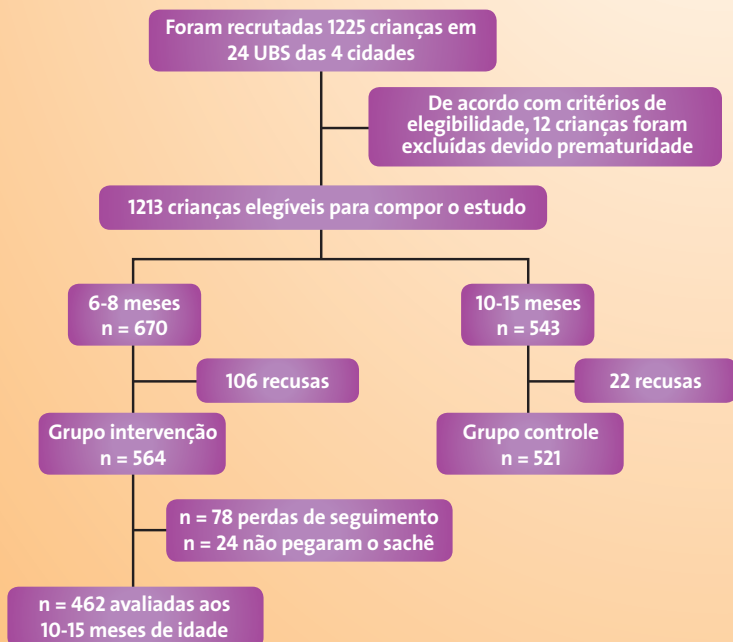 Foram recrutadas 1225 crianças em
24 UBS das 4 cidades
De acordo com critérios de
elegibilidade, 12 crianças foram
excluídas devido prematuridade
1213 crianças elegíveis para compor o estudo
6-8 meses
n = 670
10-15 meses
n = 543
106 recusas
22 recusas
Grupo intervenção
n = 564
Grupo controle
n = 521
n = 78 perdas de seguimento
n = 24 não pegaram o sachê
n = 462 avaliadas aos
10-15 meses de idade